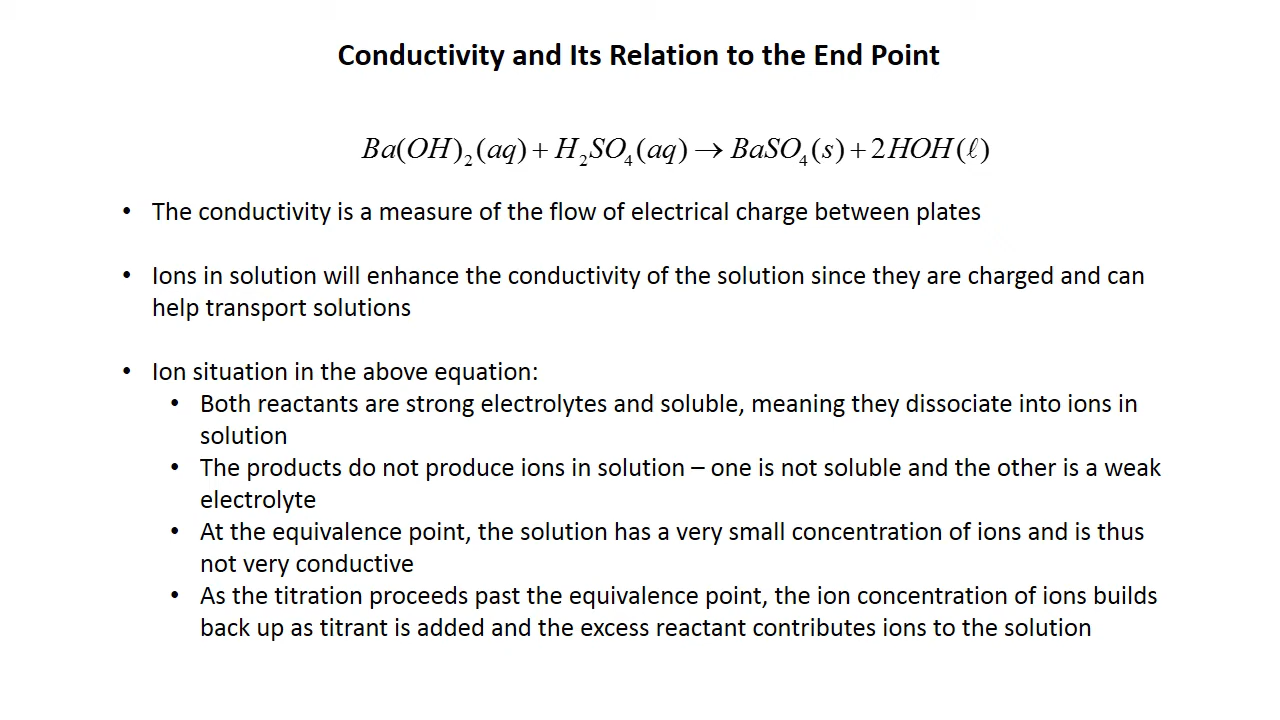 Conductivity and Its Relation to the End Point
Ba(OH)₂(aq) + H₂SO₄(aq) → BaSO₄(s) + 2HOH(ℓ)
• The conductivity is a measure of the flow of electrical charge between plates
• Ions in solution will enhance the conductivity of the solution since they are charged and can
help transport solutions
• Ion situation in the above equation:
• Both reactants are strong electrolytes and soluble, meaning they dissociate into ions in
solution
• The products do not produce ions in solution – one is not soluble and the other is a weak
electrolyte
• At the equivalence point, the solution has a very small concentration of ions and is thus
not very conductive
• As the titration proceeds past the equivalence point, the ion concentration of ions builds
back up as titrant is added and the excess reactant contributes ions to the solution